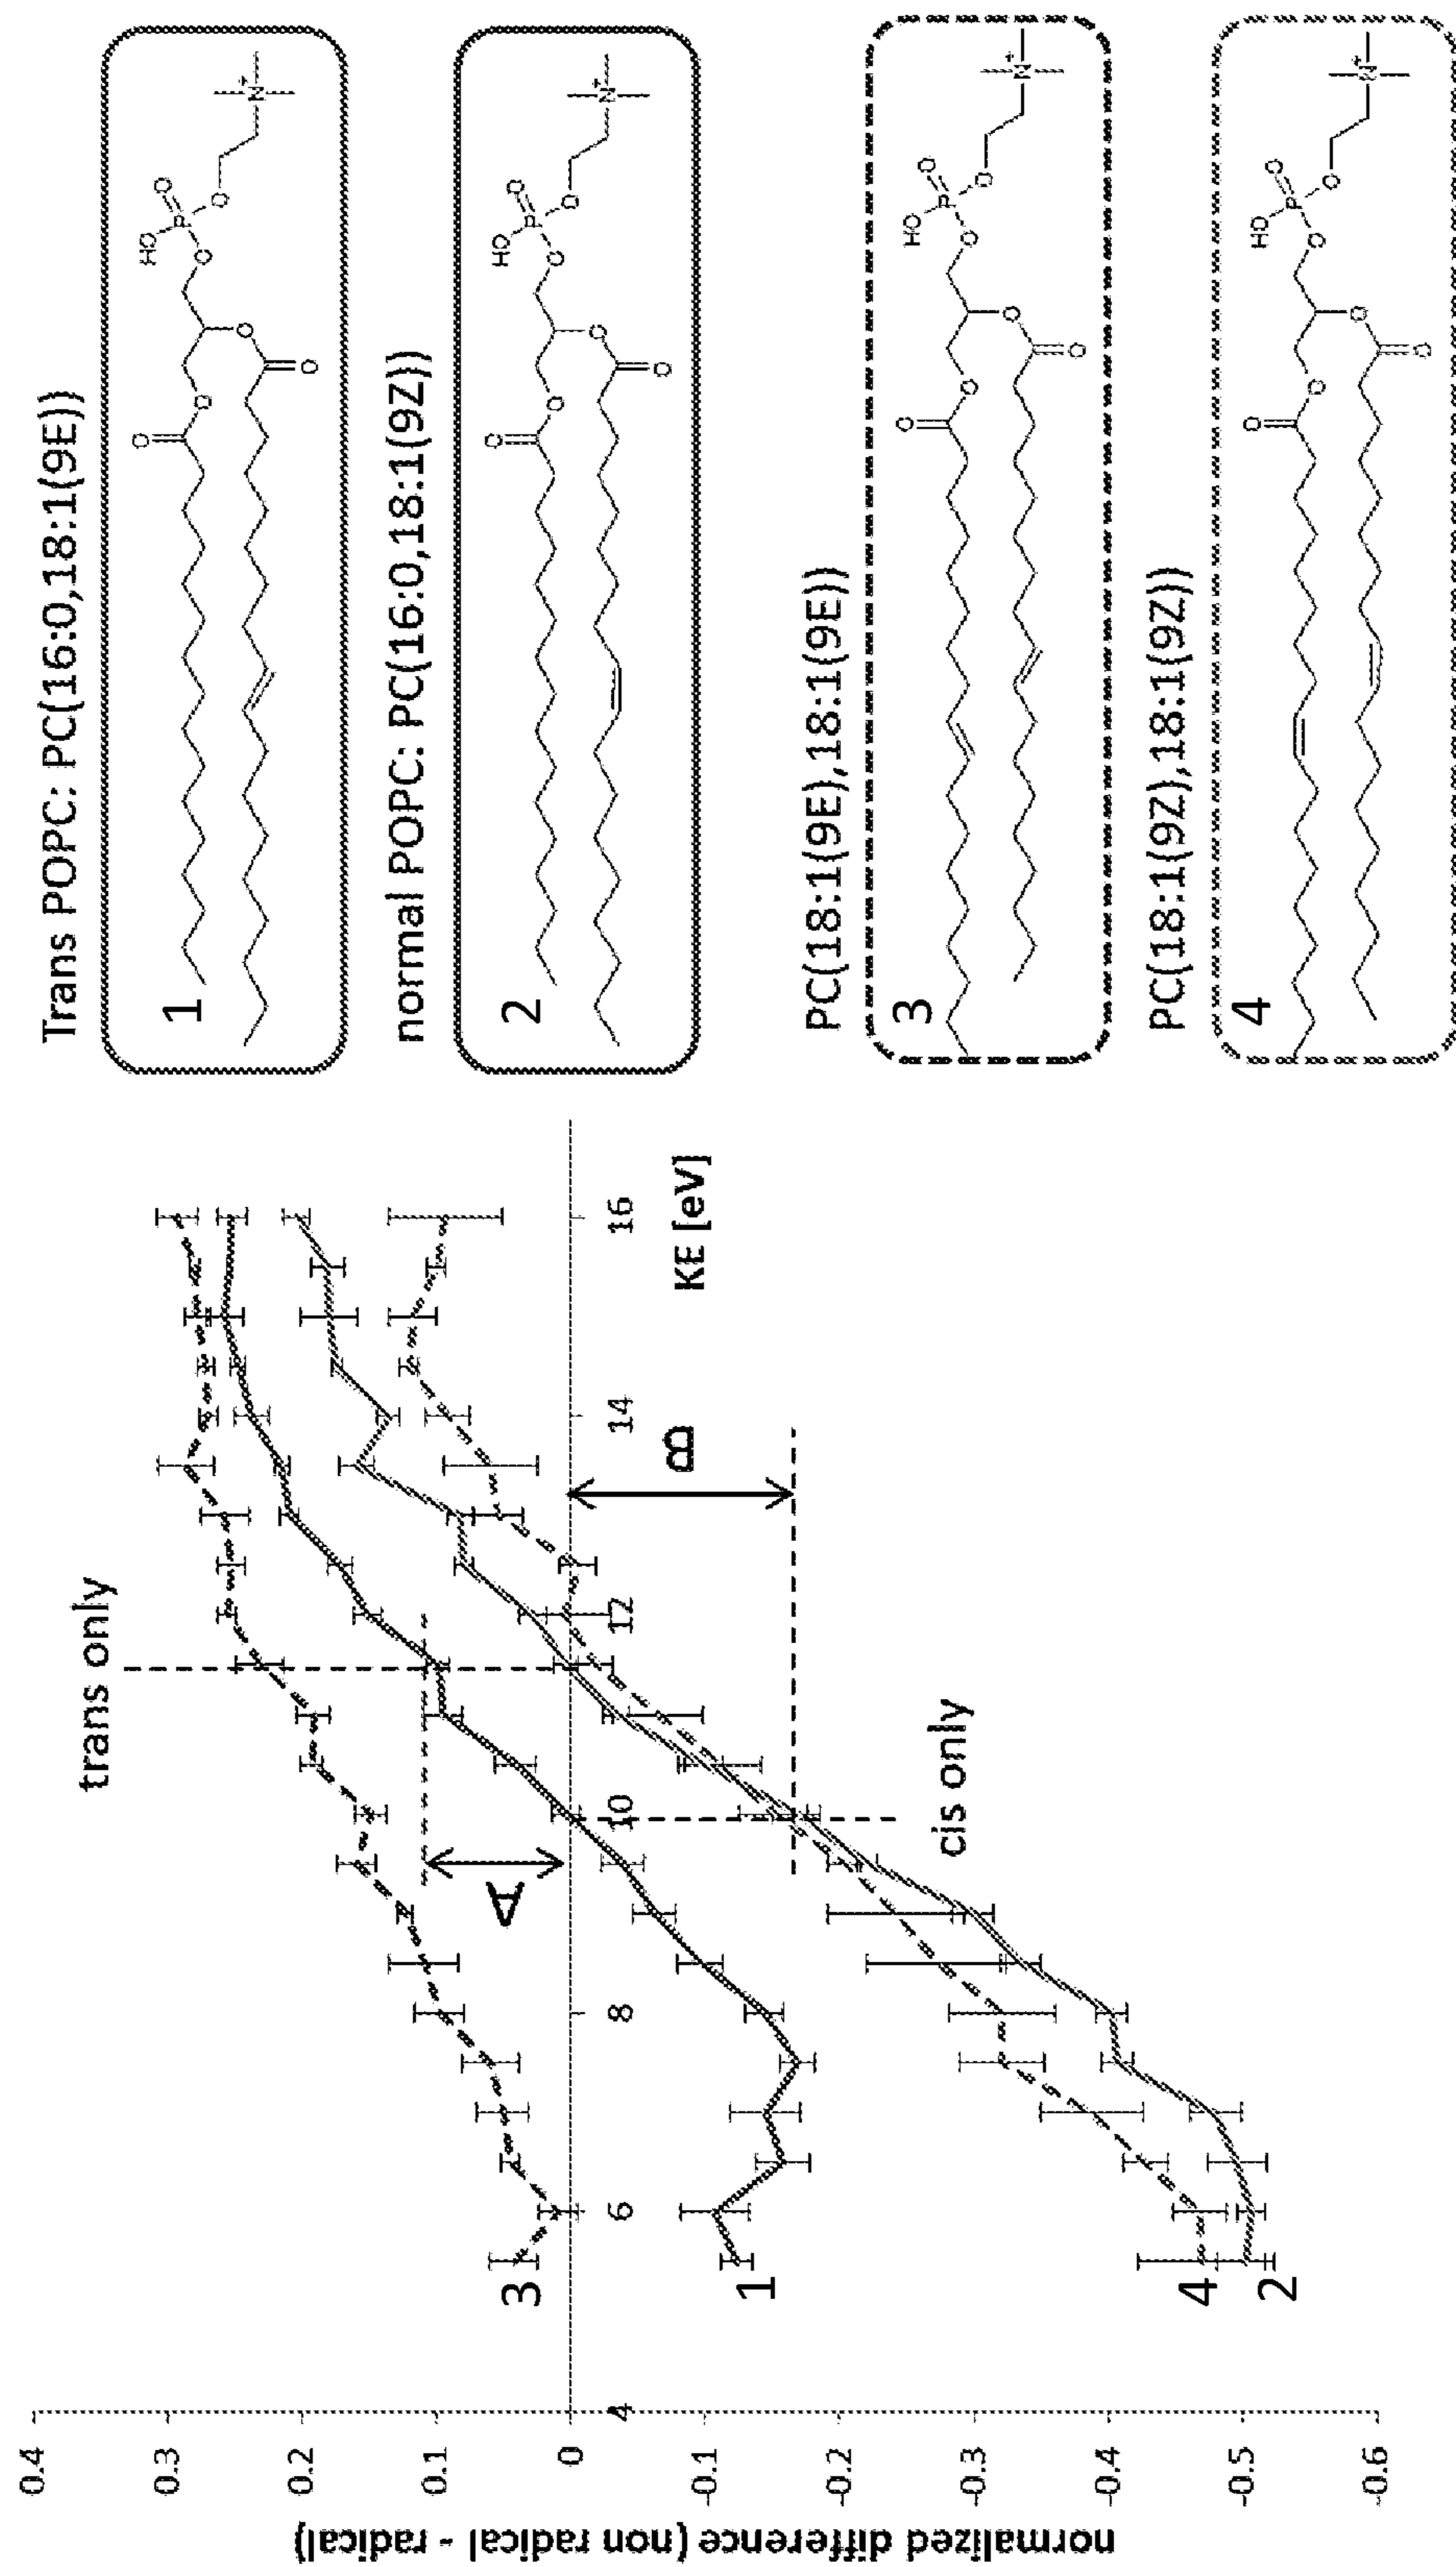 Trans POPC: PC(16:0,18:1(9E))
1
HO
O
P
O
O
N
+
O
O
O
O
normal POPC: PC(16:0,18:1(9Z))
2
HO
O
P
O
O
N
+
O
O
O
O
PC(18:1(9E),18:1(9E))
3
HO
O
P
O
O
N
+
O
O
O
O
PC(18:1(9Z),18:1(9Z))
4
HO
O
P
O
O
N
+
O
O
O
O
normalized difference (non radical - radical)
0.4
0.3
0.2
0.1
0
-0.1
-0.2
-0.3
-0.4
-0.5
-0.6
4
6
8
10
12
14
16
KE [eV]
trans only
cis only
A
B
3
1
4
2